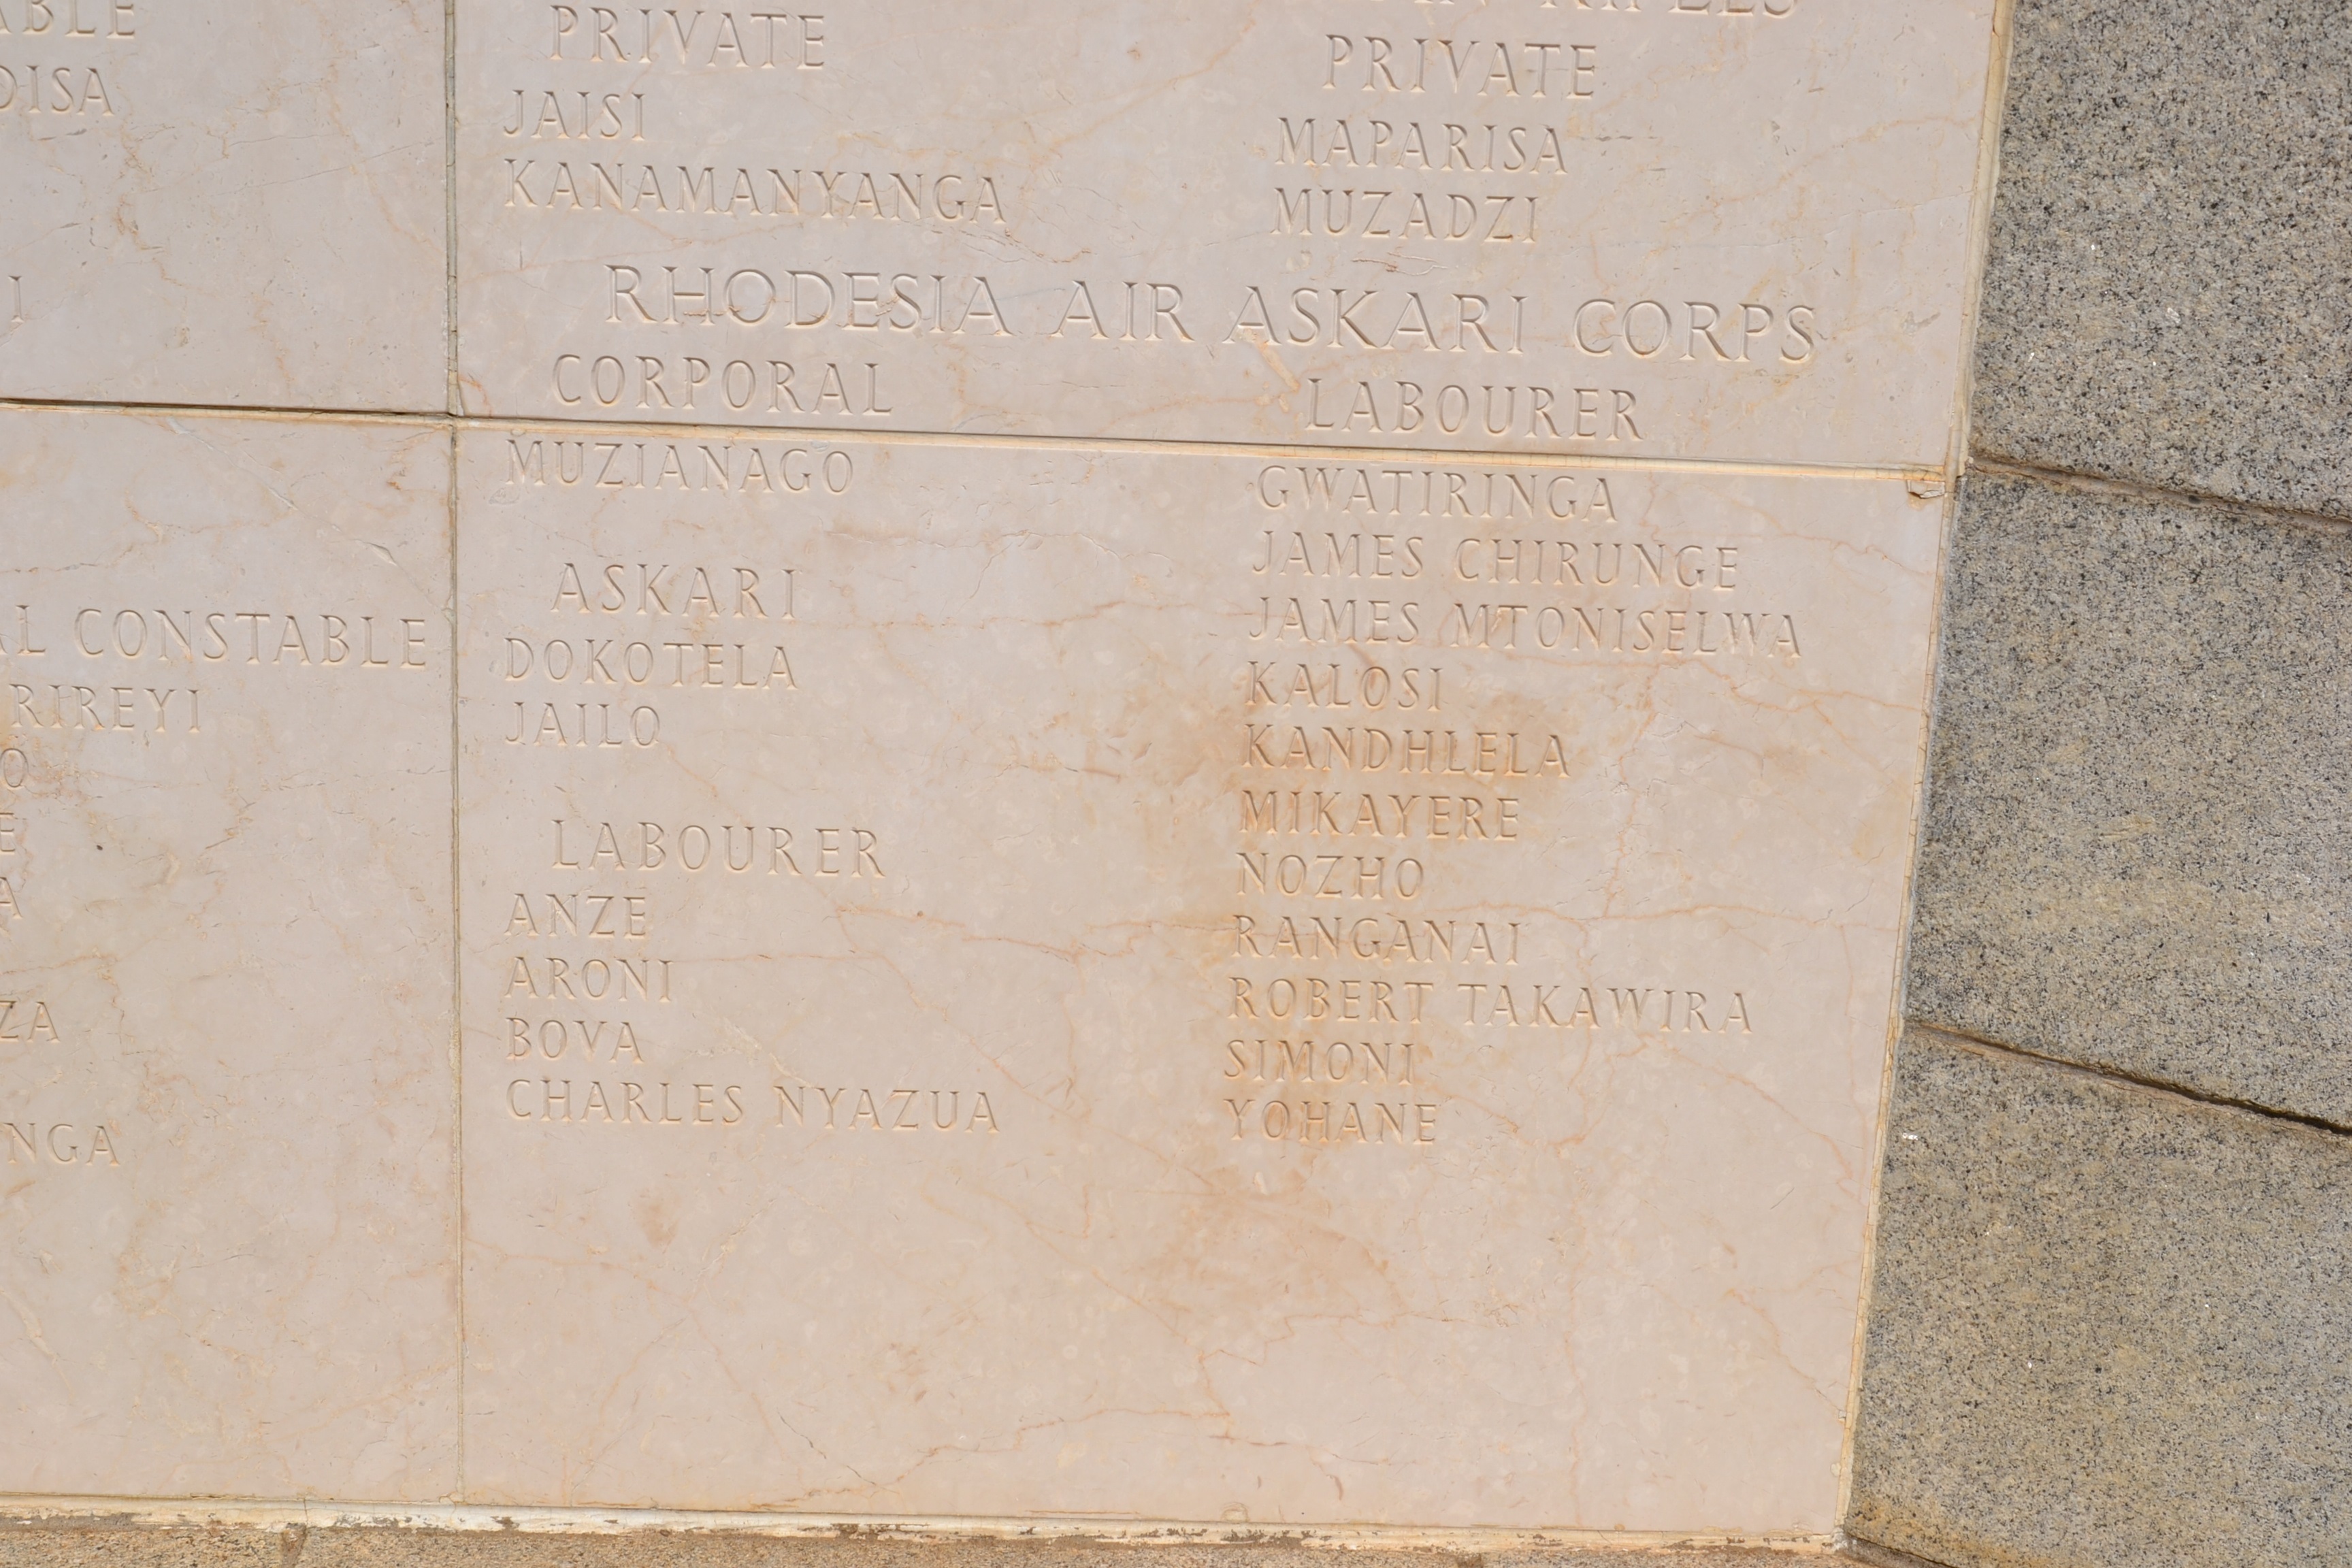 PRIVATE
JAISI
KANAMANYANGA
PRIVATE
MAPARISA
MUZADZI
RHODESIA AIR ASKARI CORPS
CORPORAL
MUZIANAGO
ASKARI
DOKOTELA
JAILO
LABOURER
ANZE
ARONI
BOVA
CHARLES NYAZUA
LABOURER
GWATIRINGA
JAMES CHIRUNGE
JAMES MTONISELWA
KALOSI
KANDHLELA
MIKAYERE
NOZHO
RANGANAI
ROBERT TAKAWIRA
SIMONI
YOHANE
CONSTABLE